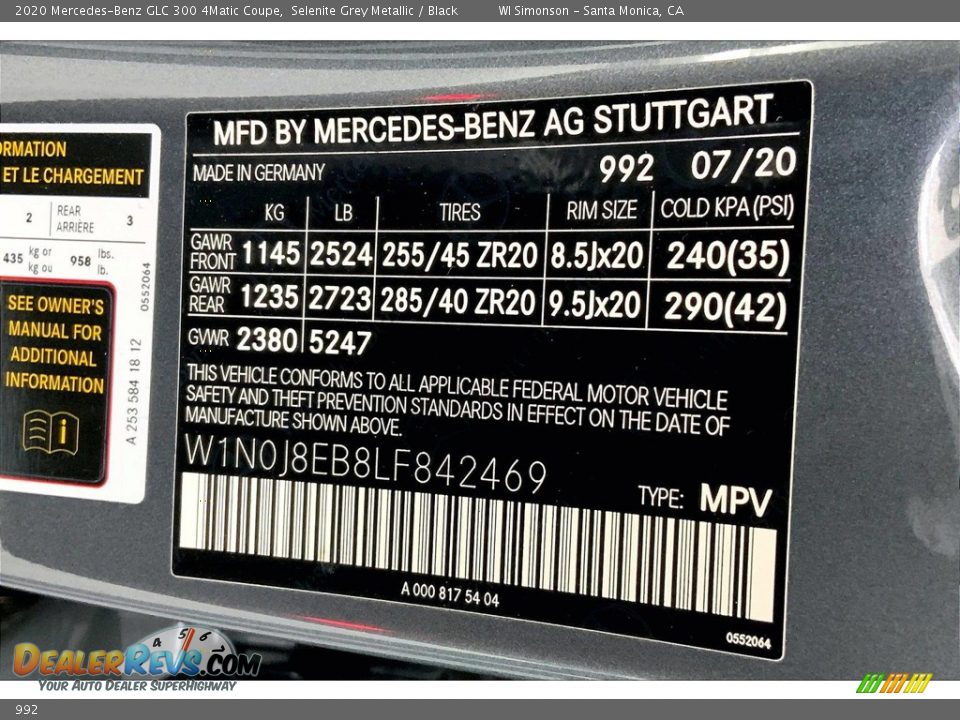 2020 Mercedes-Benz GLC 300 4Matic Coupe, Selenite Grey Metallic / Black WI Simonson - Santa Monica, CA
ORMATION
ET LE CHARGEMENT
2 REAR ARRIÈRE 3
435 kg or kg ou 958 lbs. lb.
SEE OWNER'S
MANUAL FOR
ADDITIONAL
INFORMATION
i
0552064
A 253 584 18 12
MFD BY MERCEDES-BENZ AG STUTTGART
MADE IN GERMANY 992 07/20
KG LB TIRES RIM SIZE COLD KPA (PSI)
GAWR FRONT 1145 2524 255/45 ZR20 8.5Jx20 240(35)
GAWR REAR 1235 2723 285/40 ZR20 9.5Jx20 290(42)
GVWR 2380 5247
THIS VEHICLE CONFORMS TO ALL APPLICABLE FEDERAL MOTOR VEHICLE
SAFETY AND THEFT PREVENTION STANDARDS IN EFFECT ON THE DATE OF
MANUFACTURE SHOWN ABOVE.
W1N0J8EB8LF842469
TYPE: MPV
A 000 817 54 04
0552064
4 5 6
DealerRevs.com
Your Auto Dealer SuperHighway
992